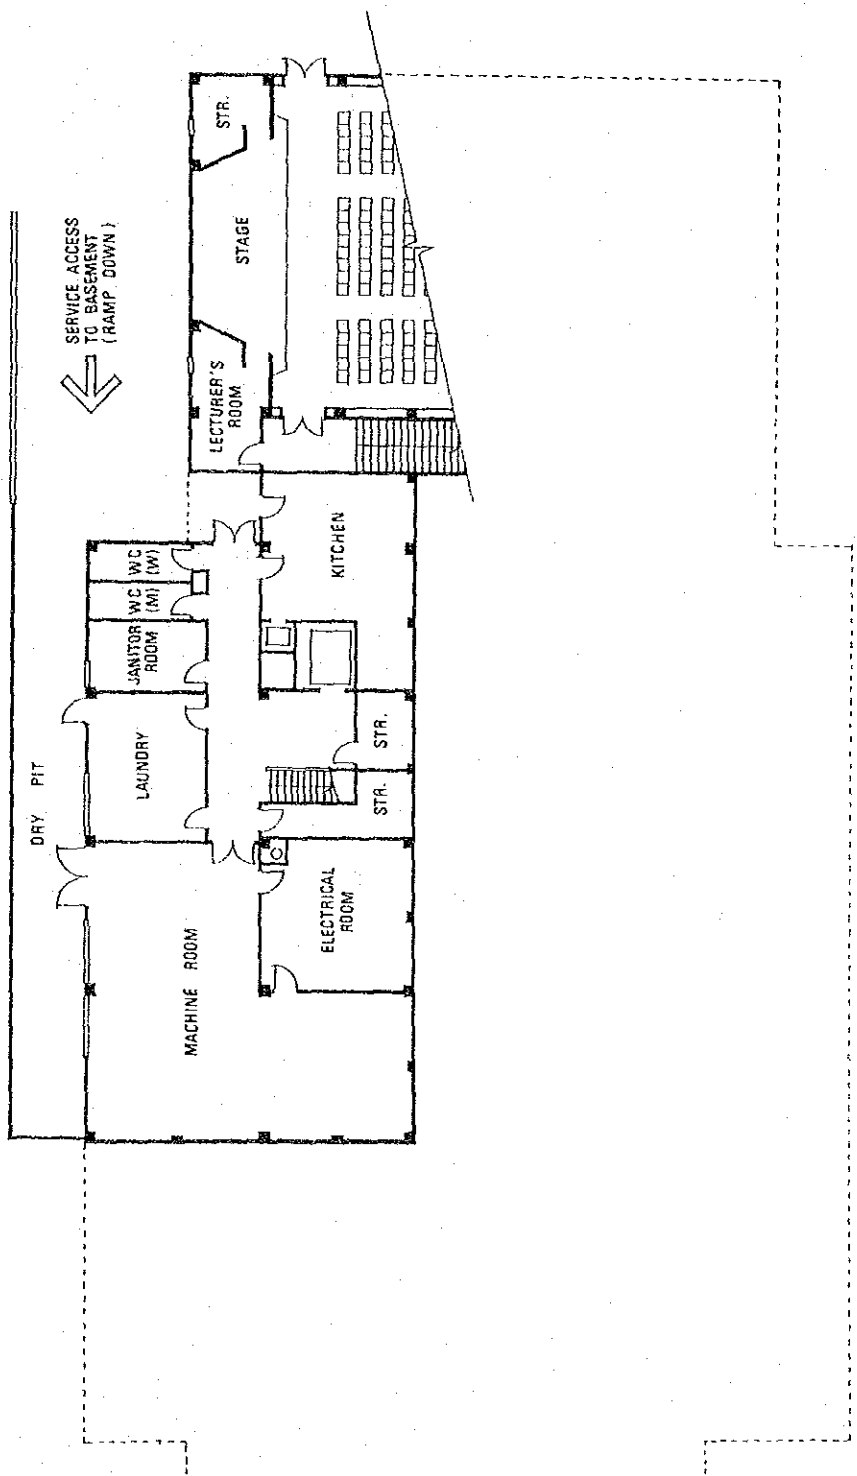 STR.
SERVICE ACCESS
TO BASEMENT
(RAMP DOWN)
STAGE
LECTURER'S
ROOM
KITCHEN
WC
(W)
WC
(M)
JANITOR
ROOM
LAUNDRY
DRY PIT
STR.
STR.
ELECTRICAL
ROOM
MACHINE ROOM